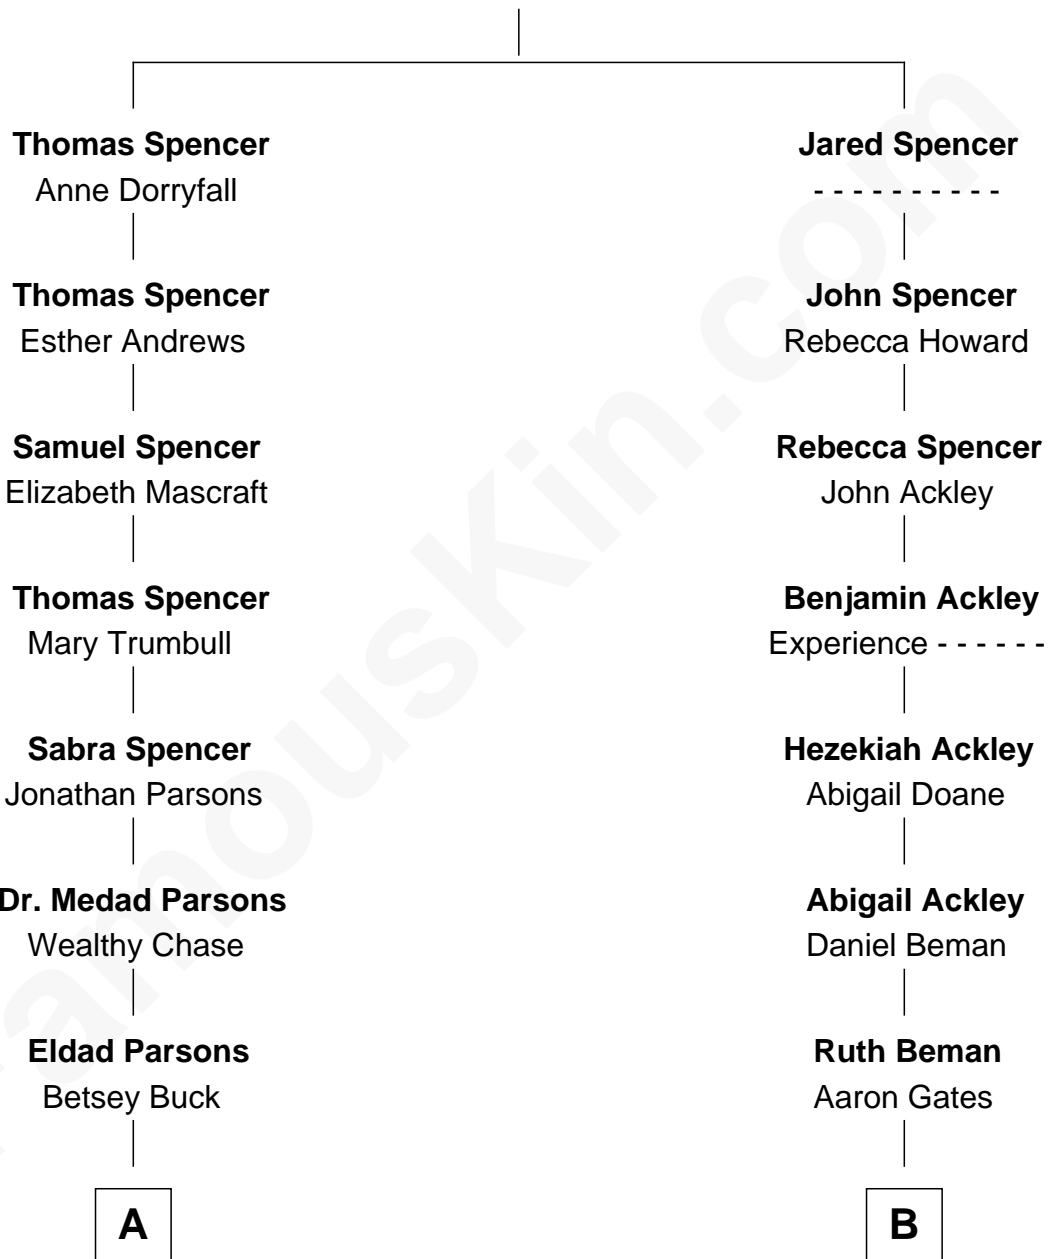 Thomas Spencer
Anne Dorryfall
Thomas Spencer
Esther Andrews
Samuel Spencer
Elizabeth Mascraft
Thomas Spencer
Mary Trumbull
Sabra Spencer
Jonathan Parsons
Dr. Medad Parsons
Wealthy Chase
Eldad Parsons
Betsey Buck
A
Jared Spencer
- - - - - - - - - -
John Spencer
Rebecca Howard
Rebecca Spencer
John Ackley
Benjamin Ackley
Experience - - - - - -
Hezekiah Ackley
Abigail Doane
Abigail Ackley
Daniel Beman
Ruth Beman
Aaron Gates
B
FamousKin.com